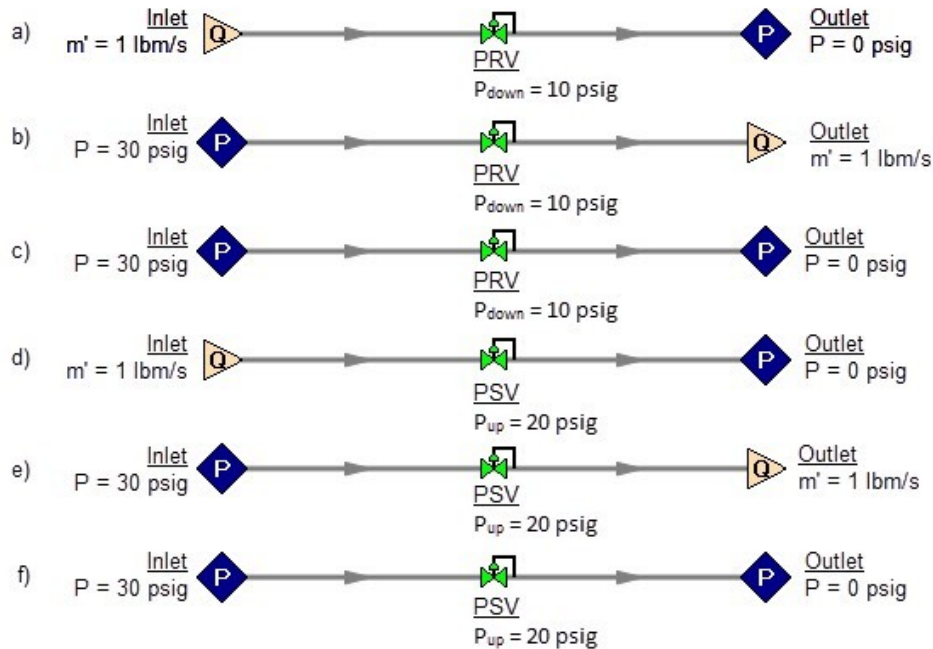 a)
Inlet
m' = 1 lbm/s
Q
PRV
Pdown = 10 psig
P
Outlet
P = 0 psig
b)
Inlet
P = 30 psig
P
PRV
Pdown = 10 psig
Q
Outlet
m' = 1 lbm/s
c)
Inlet
P = 30 psig
P
PRV
Pdown = 10 psig
P
Outlet
P = 0 psig
d)
Inlet
m' = 1 lbm/s
Q
PSV
Pup = 20 psig
P
Outlet
P = 0 psig
e)
Inlet
P = 30 psig
P
PSV
Pup = 20 psig
Q
Outlet
m' = 1 lbm/s
f)
Inlet
P = 30 psig
P
PSV
Pup = 20 psig
P
Outlet
P = 0 psig